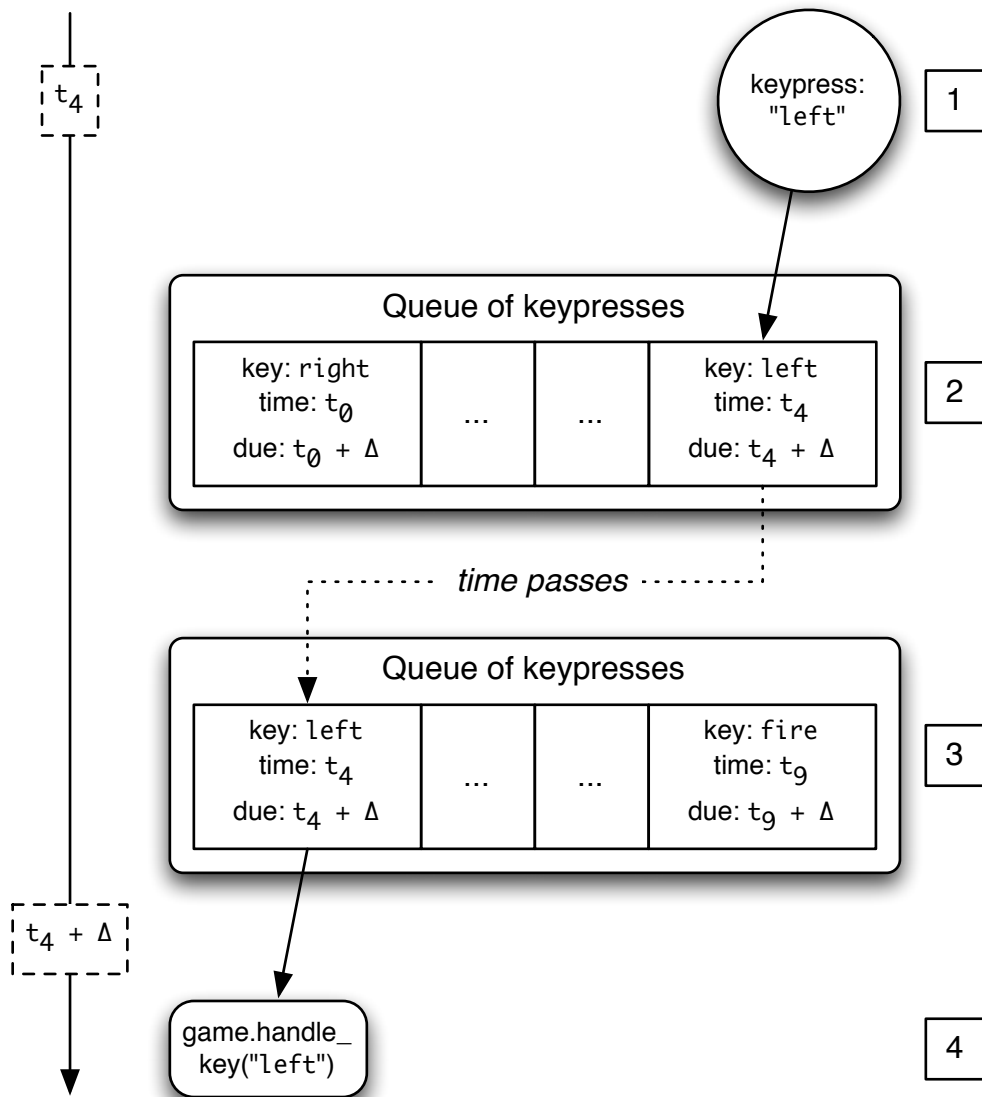 t4
keypress:
"left"
1
Queue of keypresses
key: right
time: t0
due: t0 + Δ
...
...
key: left
time: t4
due: t4 + Δ
2
time passes
Queue of keypresses
key: left
time: t4
due: t4 + Δ
...
...
key: fire
time: t9
due: t9 + Δ
3
t4 + Δ
game.handle_
key("left")
4